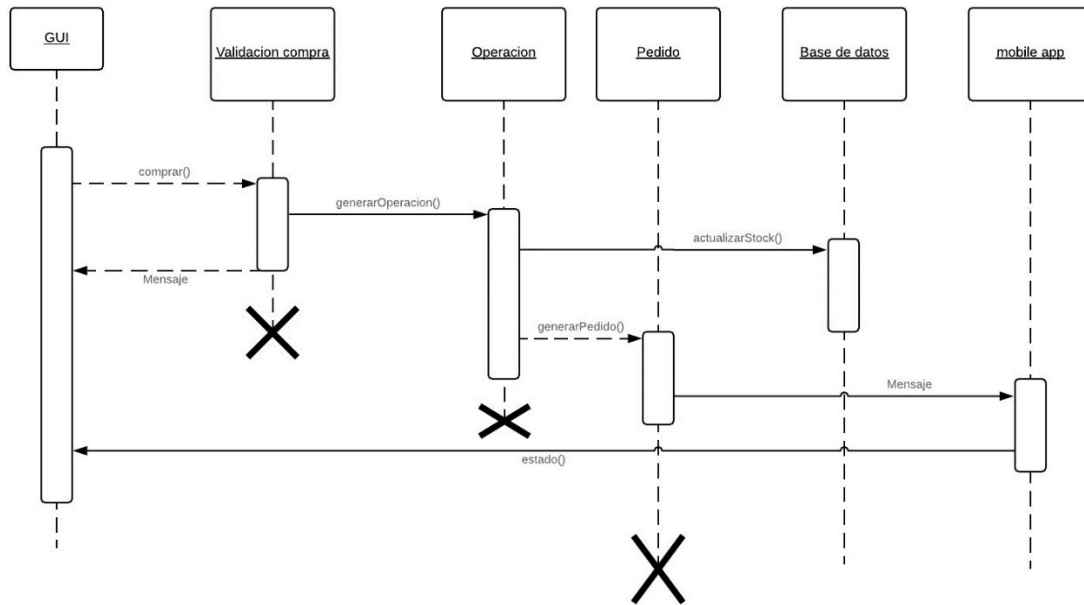 GUI
Validacion compra
Operacion
Pedido
Base de datos
mobile app
comprar()
generarOperacion()
actualizarStock()
Mensaje
generarPedido()
Mensaje
estado()